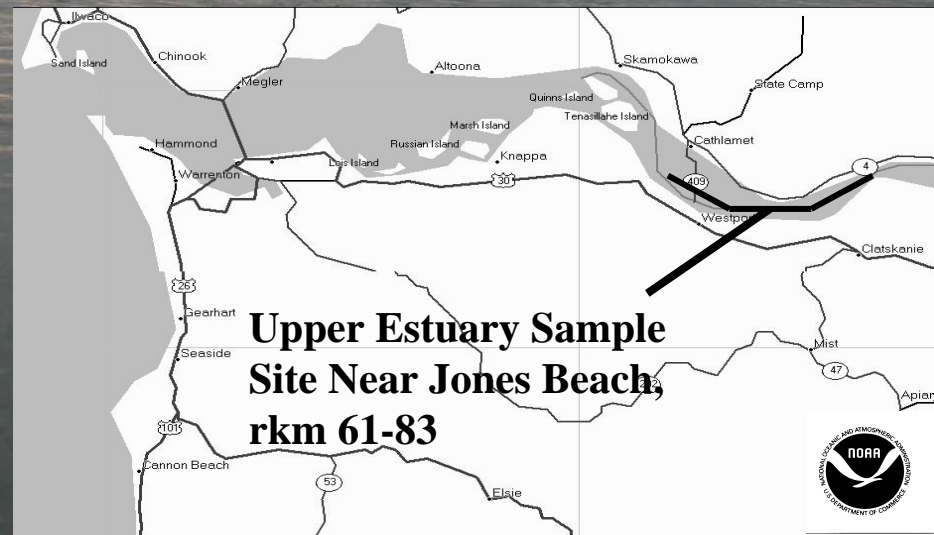 Ilwaco
Sand Island
Chinook
Megler
Altoona
Skamokawa
State Camp
Quinns Island
Tenasillahe Island
Marsh Island
Russian Island
Lois Island
Knappa
Cathlamet
Hammond
Warrenton
30
409
4
Westport
Clatskanie
26
Gearhart
Seaside
Mist
202
47
101
Cannon Beach
53
Elsie
Upper Estuary Sample
Site Near Jones Beach,
rkm 61-83
NATIONAL OCEANIC AND ATMOSPHERIC ADMINISTRATION
NOAA
U.S. DEPARTMENT OF COMMERCE